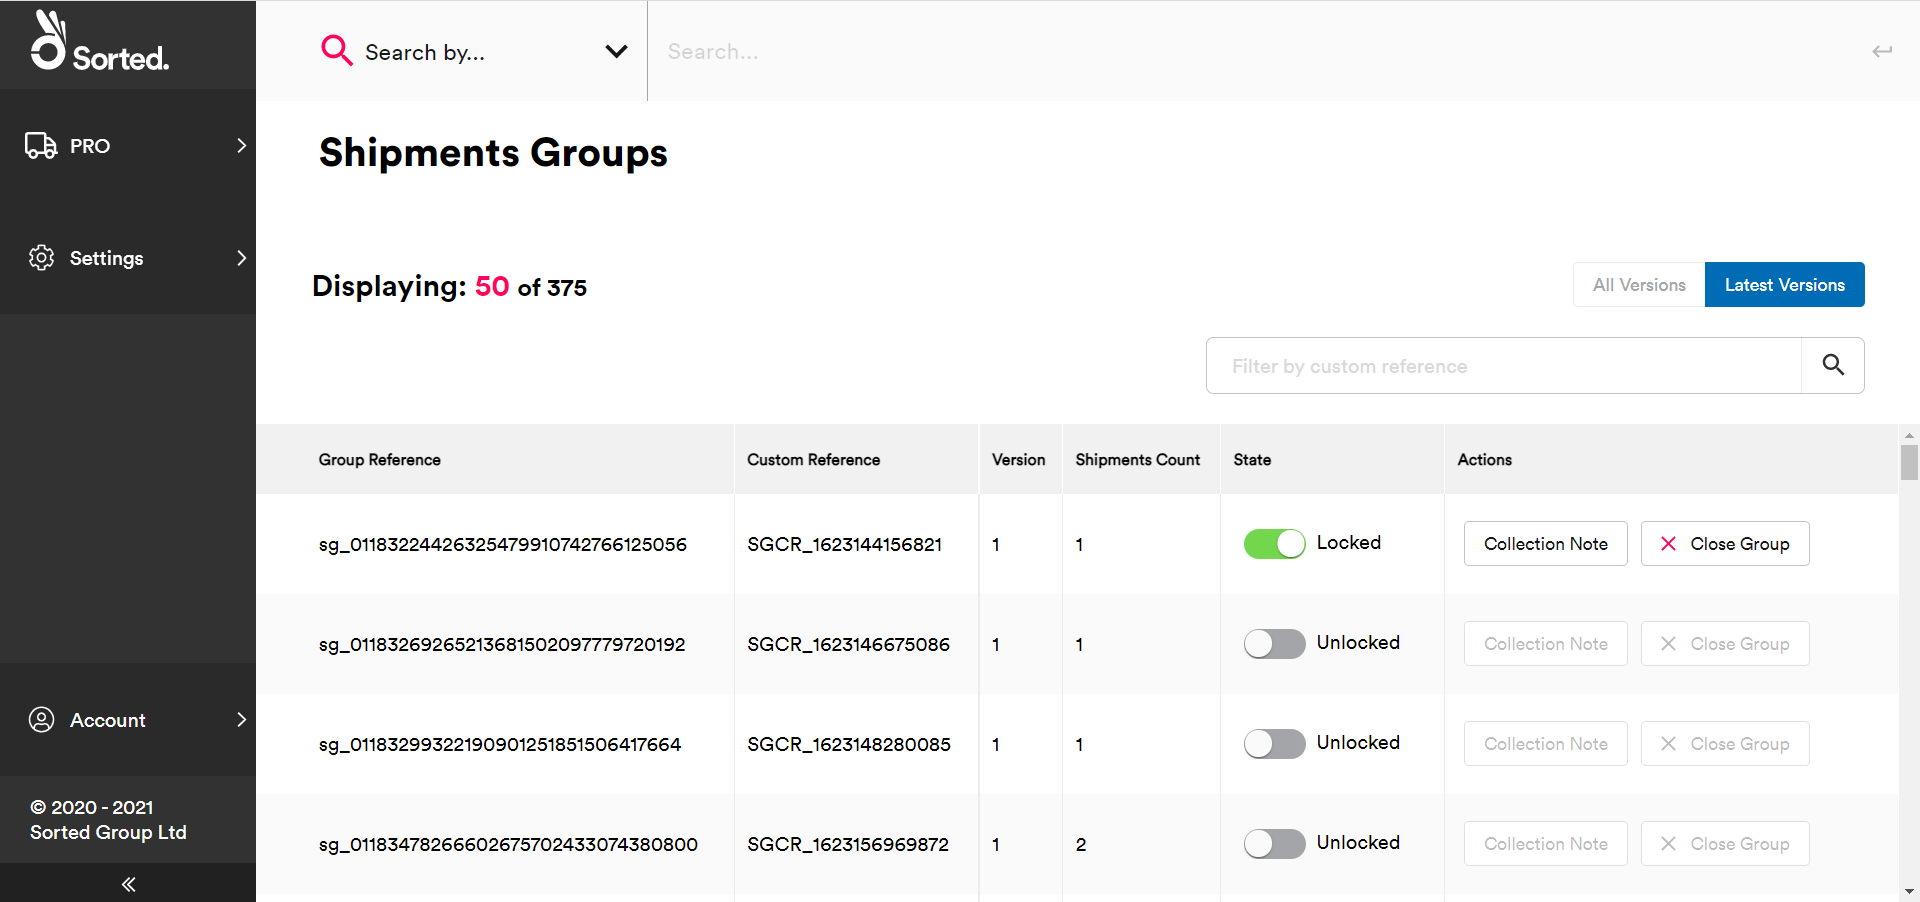 Sorted.
Search by...
Search...
PRO
Settings
Shipments Groups
Displaying: 50 of 375
All Versions
Latest Versions
Filter by custom reference
Group Reference Custom Reference Version Shipments Count State Actions
sg_01183224426325479910742766125056 SGCR_1623144156821 1 1 Locked Collection Note Close Group
sg_01183269265213681502097779720192 SGCR_1623146675086 1 1 Unlocked Collection Note Close Group
sg_01183299322190901251851506417664 SGCR_1623148280085 1 1 Unlocked Collection Note Close Group
sg_01183478266602675702433074380800 SGCR_1623156969872 1 2 Unlocked Collection Note Close Group
Account
© 2020 - 2021
Sorted Group Ltd